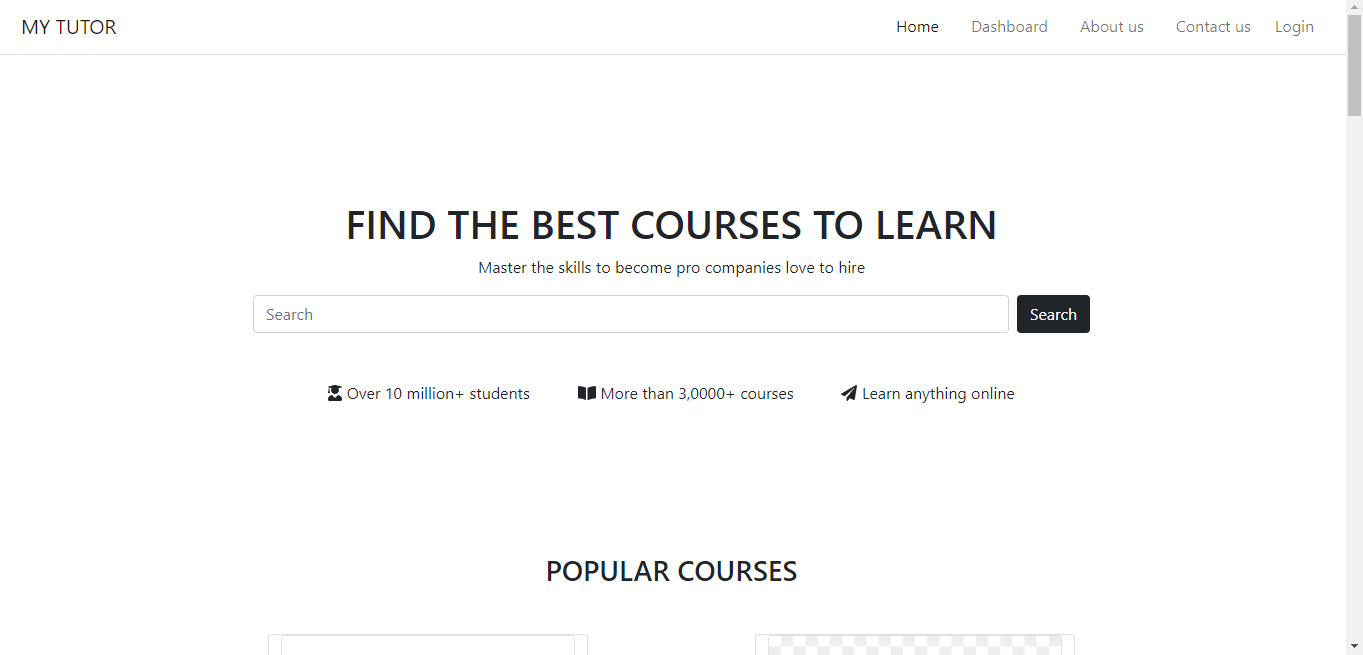 MY TUTOR
Home Dashboard About us Contact us Login
FIND THE BEST COURSES TO LEARN
Master the skills to become pro companies love to hire
Search Search
Over 10 million+ students More than 3,0000+ courses Learn anything online
POPULAR COURSES